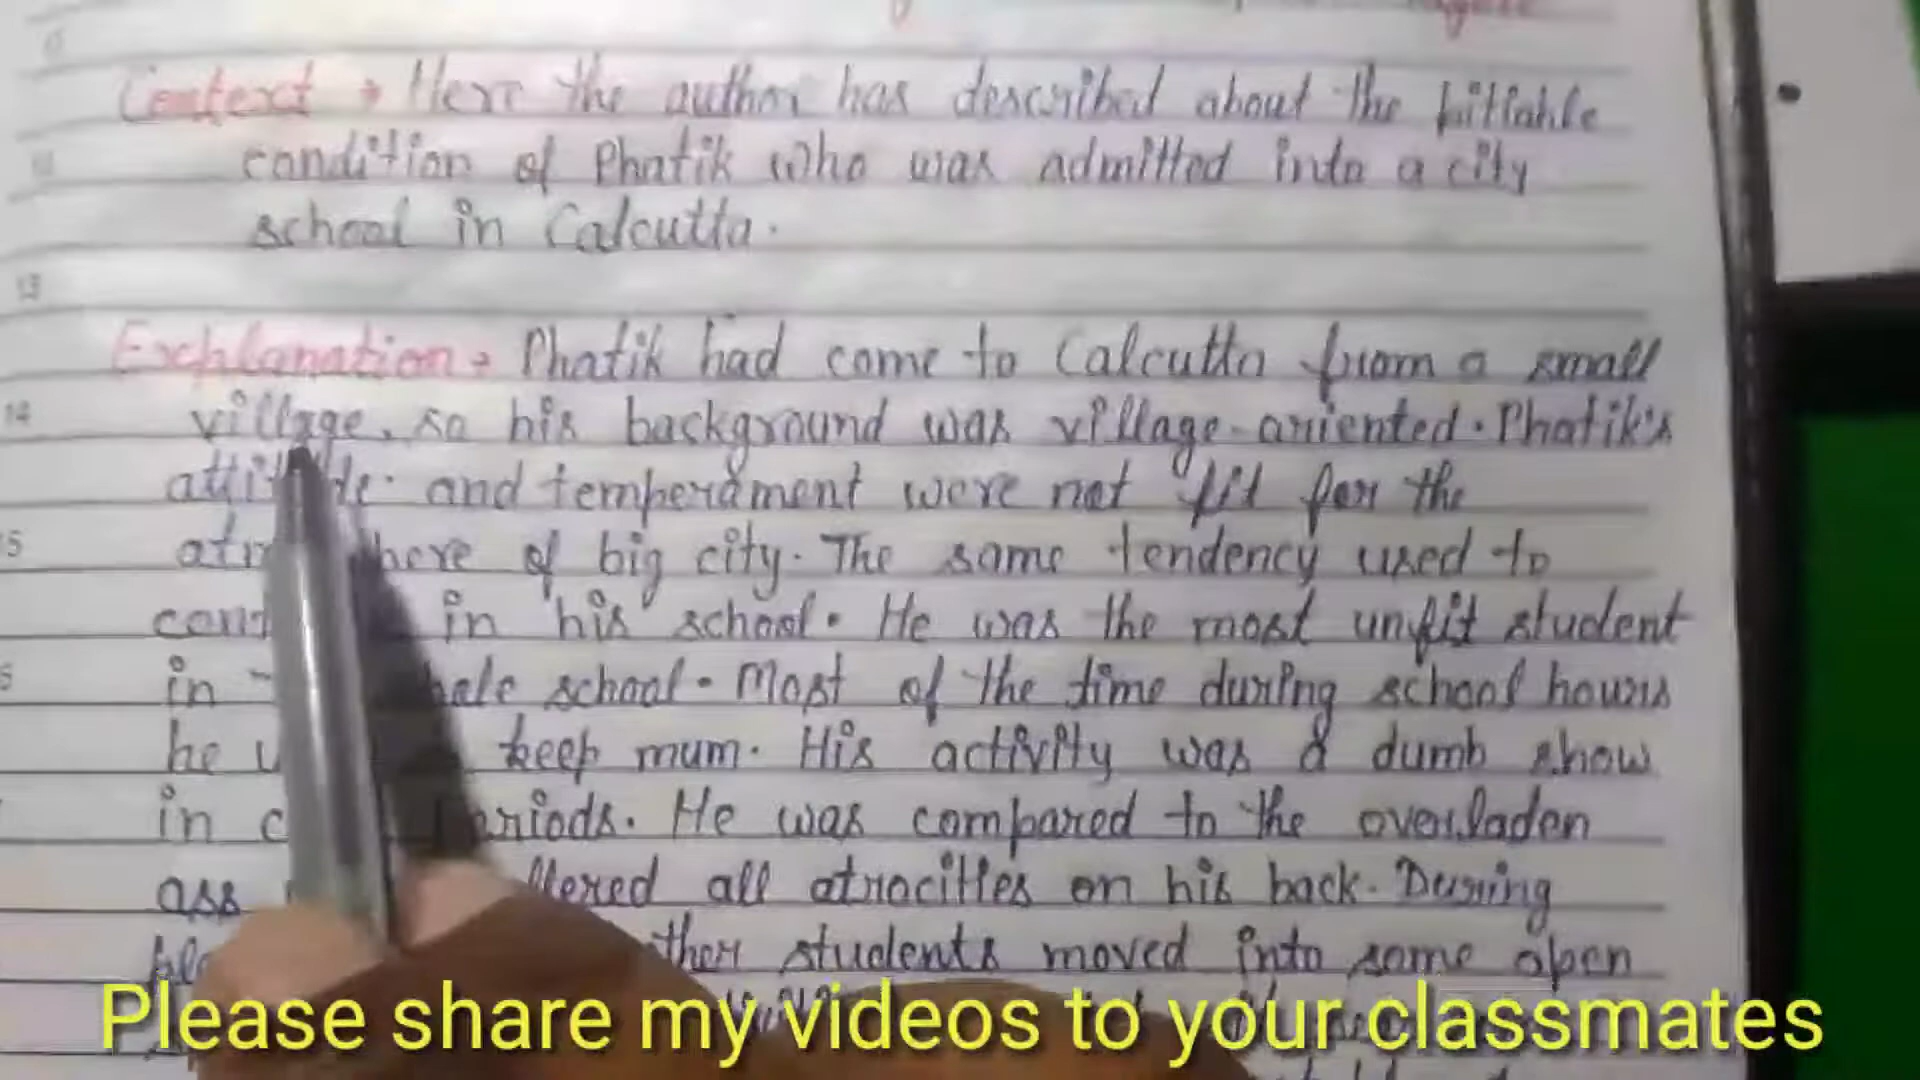 Context → Here the author has described about the pitiable
condition of Phatik who was admitted into a city
school in Calcutta.
13
Explanation → Phatik had come to Calcutta from a small
14 village, so his background was village-oriented. Phatik's
and temperament were not fit for the
of big city. The same tendency used to
in his school. He was the most unfit student
in school. Most of the time during school hours
he keep mum. His activity was a dumb show
in He was compared to the overladen
ass all atrocities on his back. During
students moved into some open
Please share my videos to your classmates